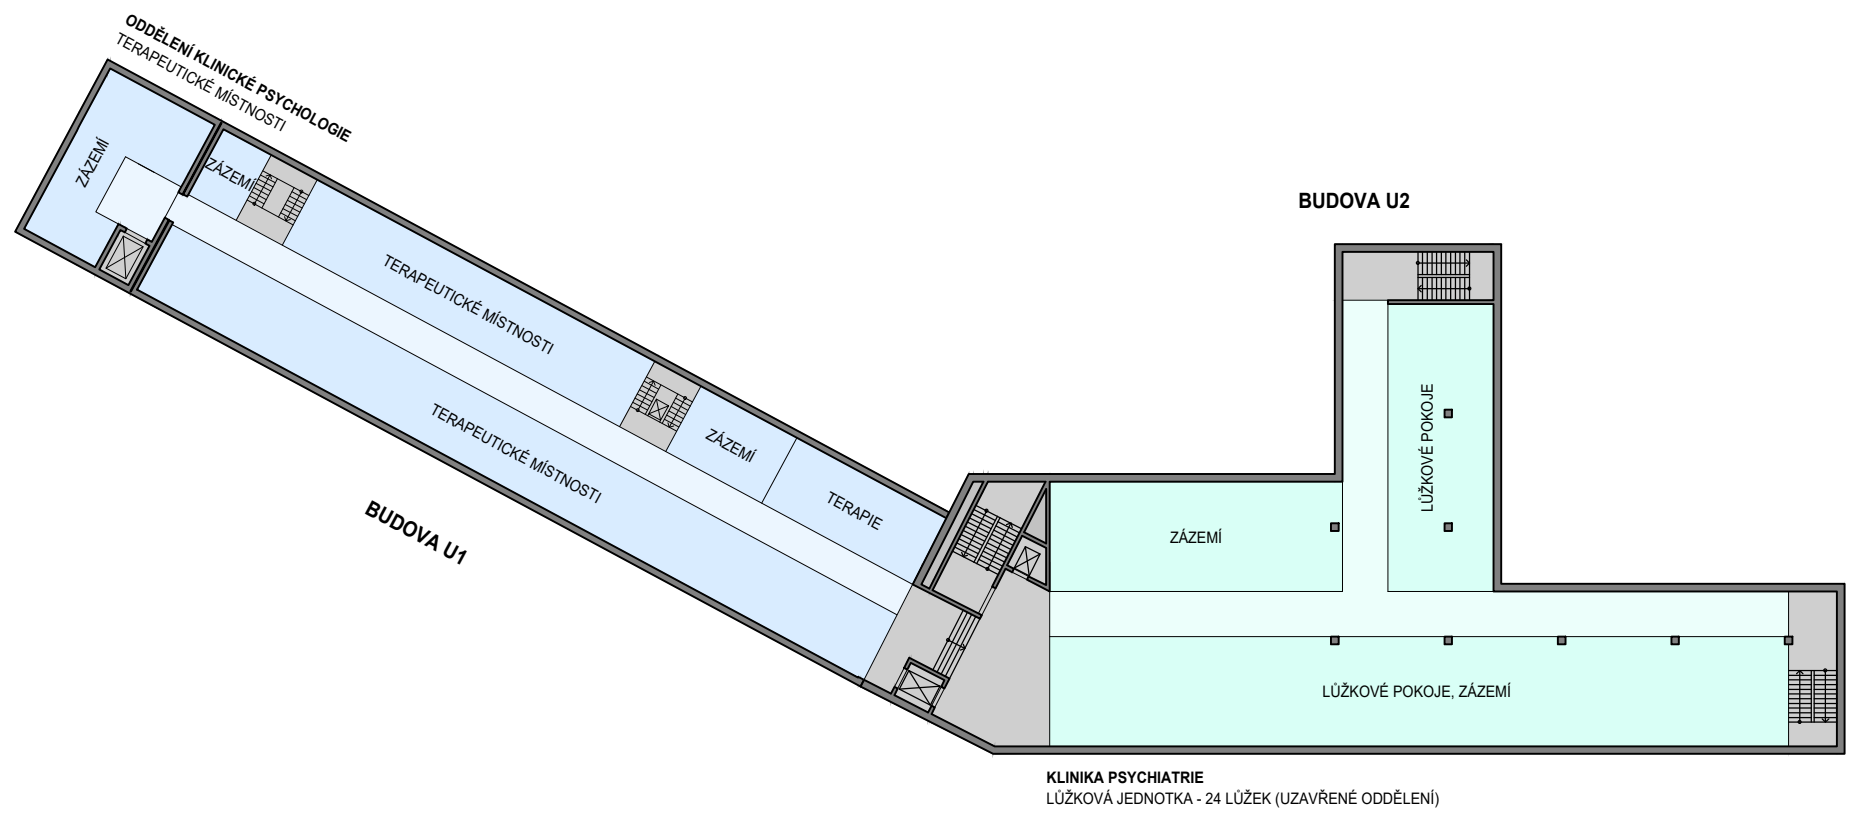 ODDĚLENÍ KLINICKÉ PSYCHOLOGIE
TERAPEUTICKÉ MÍSTNOSTI
ZÁZEMÍ
ZÁZEMÍ
TERAPEUTICKÉ MÍSTNOSTI
TERAPEUTICKÉ MÍSTNOSTI
ZÁZEMÍ
TERAPIE
BUDOVA U1
BUDOVA U2
LŮŽKOVÉ POKOJE
ZÁZEMÍ
LŮŽKOVÉ POKOJE, ZÁZEMÍ
KLINIKA PSYCHIATRIE
LŮŽKOVÁ JEDNOTKA - 24 LŮŽEK (UZAVŘENÉ ODDĚLENÍ)